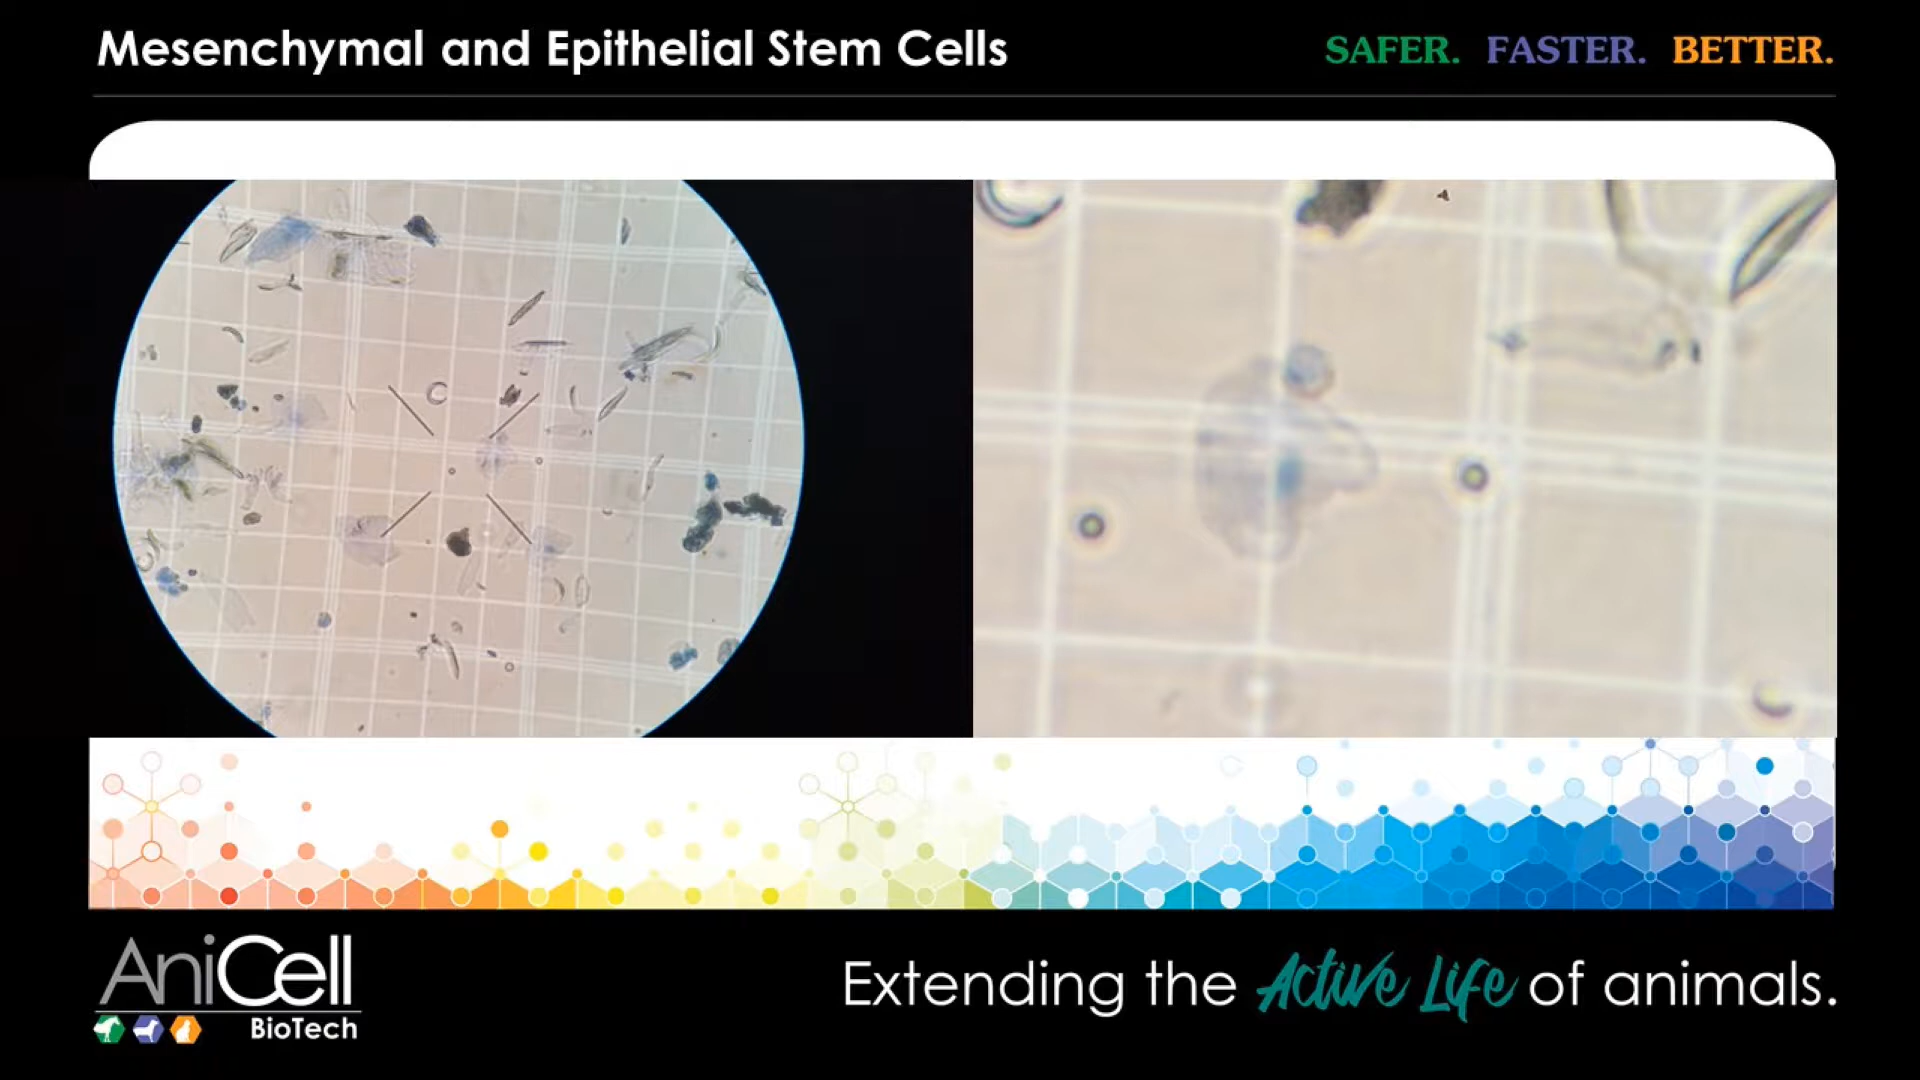 Mesenchymal and Epithelial Stem Cells
SAFER. FASTER. BETTER.
AniCell
BioTech
Extending the Active Life of animals.